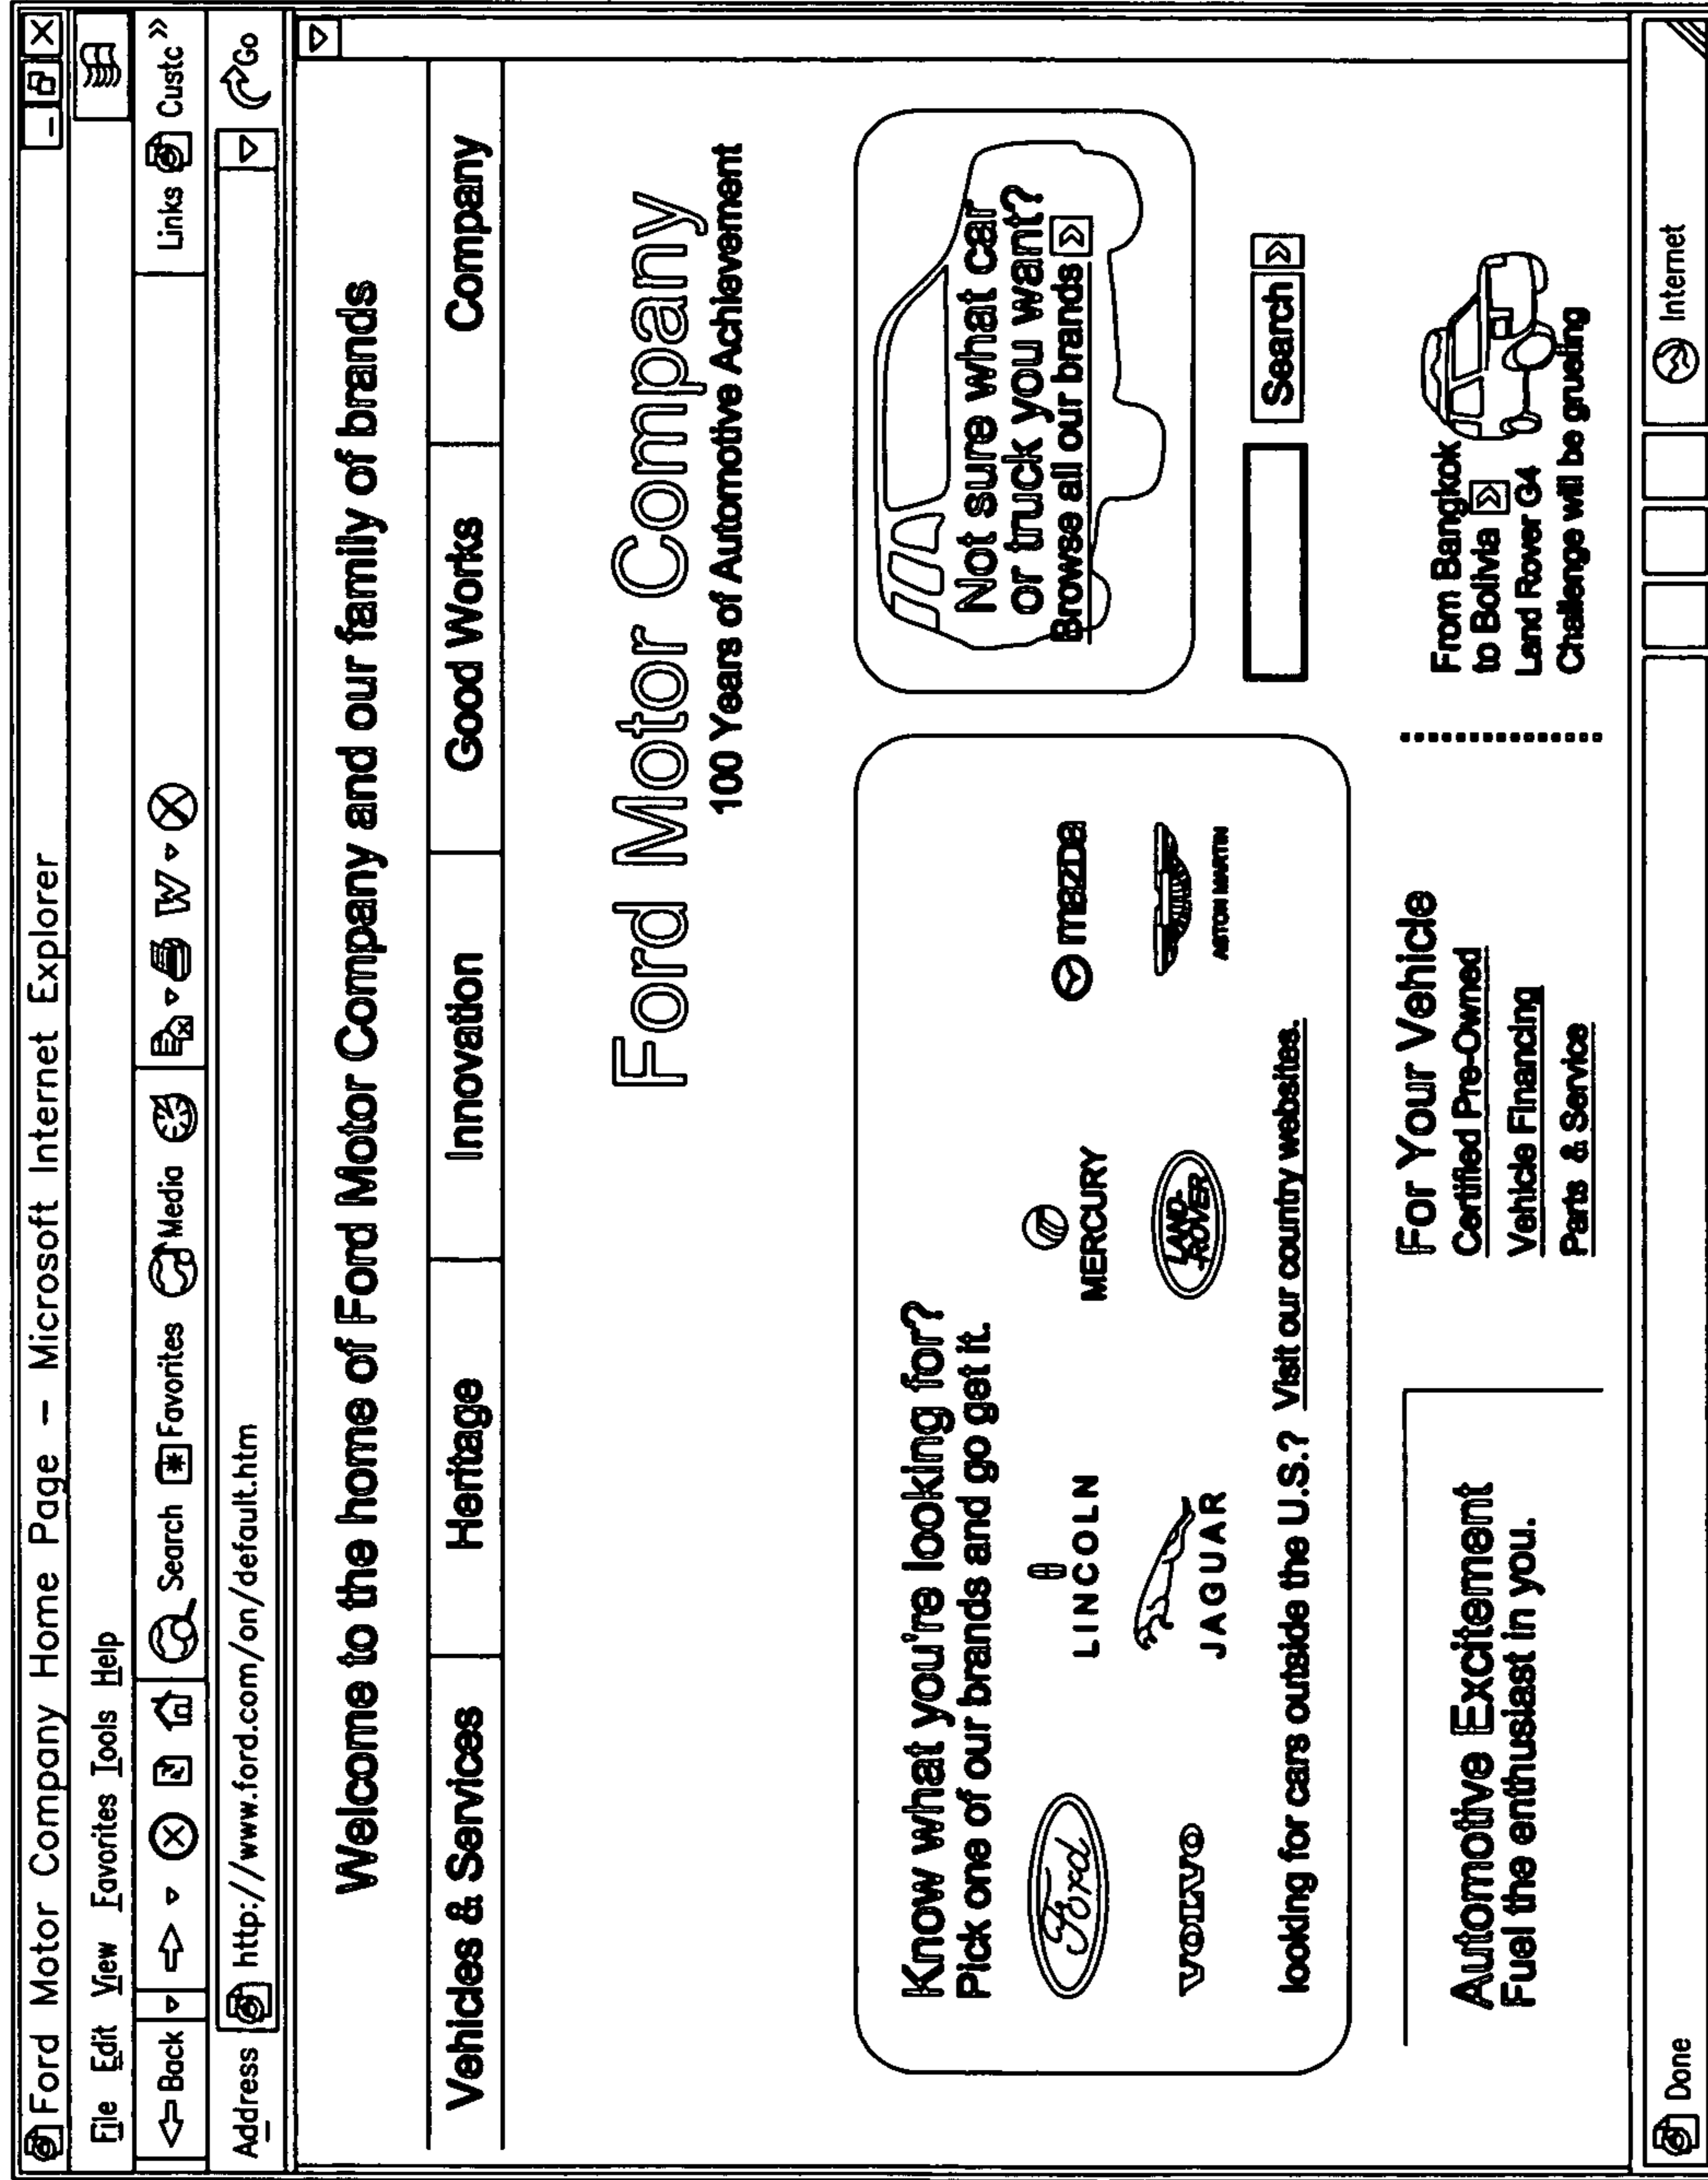 Ford Motor Company Home Page – Microsoft Internet Explorer
File Edit View Favorites Tools Help
Back Search Favorites Media W Links Custc »
Address http://www.ford.com/on/default.htm Go
Welcome to the home of Ford Motor Company and our family of brands
Vehicles & Services Heritage Innovation Good Works Company
Ford Motor Company
100 Years of Automotive Achievement
Know what you're looking for?
Pick one of our brands and go get it.
Ford LINCOLN MERCURY mazda
VOLVO JAGUAR LAND-ROVER ASTON MARTIN
looking for cars outside the U.S.? Visit our country websites.
Not sure what car
or truck you want?
Browse all our brands »
Search »
Automotive Excitement
Fuel the enthusiast in you.
For Your Vehicle
Certified Pre-Owned
Vehicle Financing
Parts & Service
From Bangkok
to Bolivia »
Land Rover G4
Challenge will be grueling
Done Internet